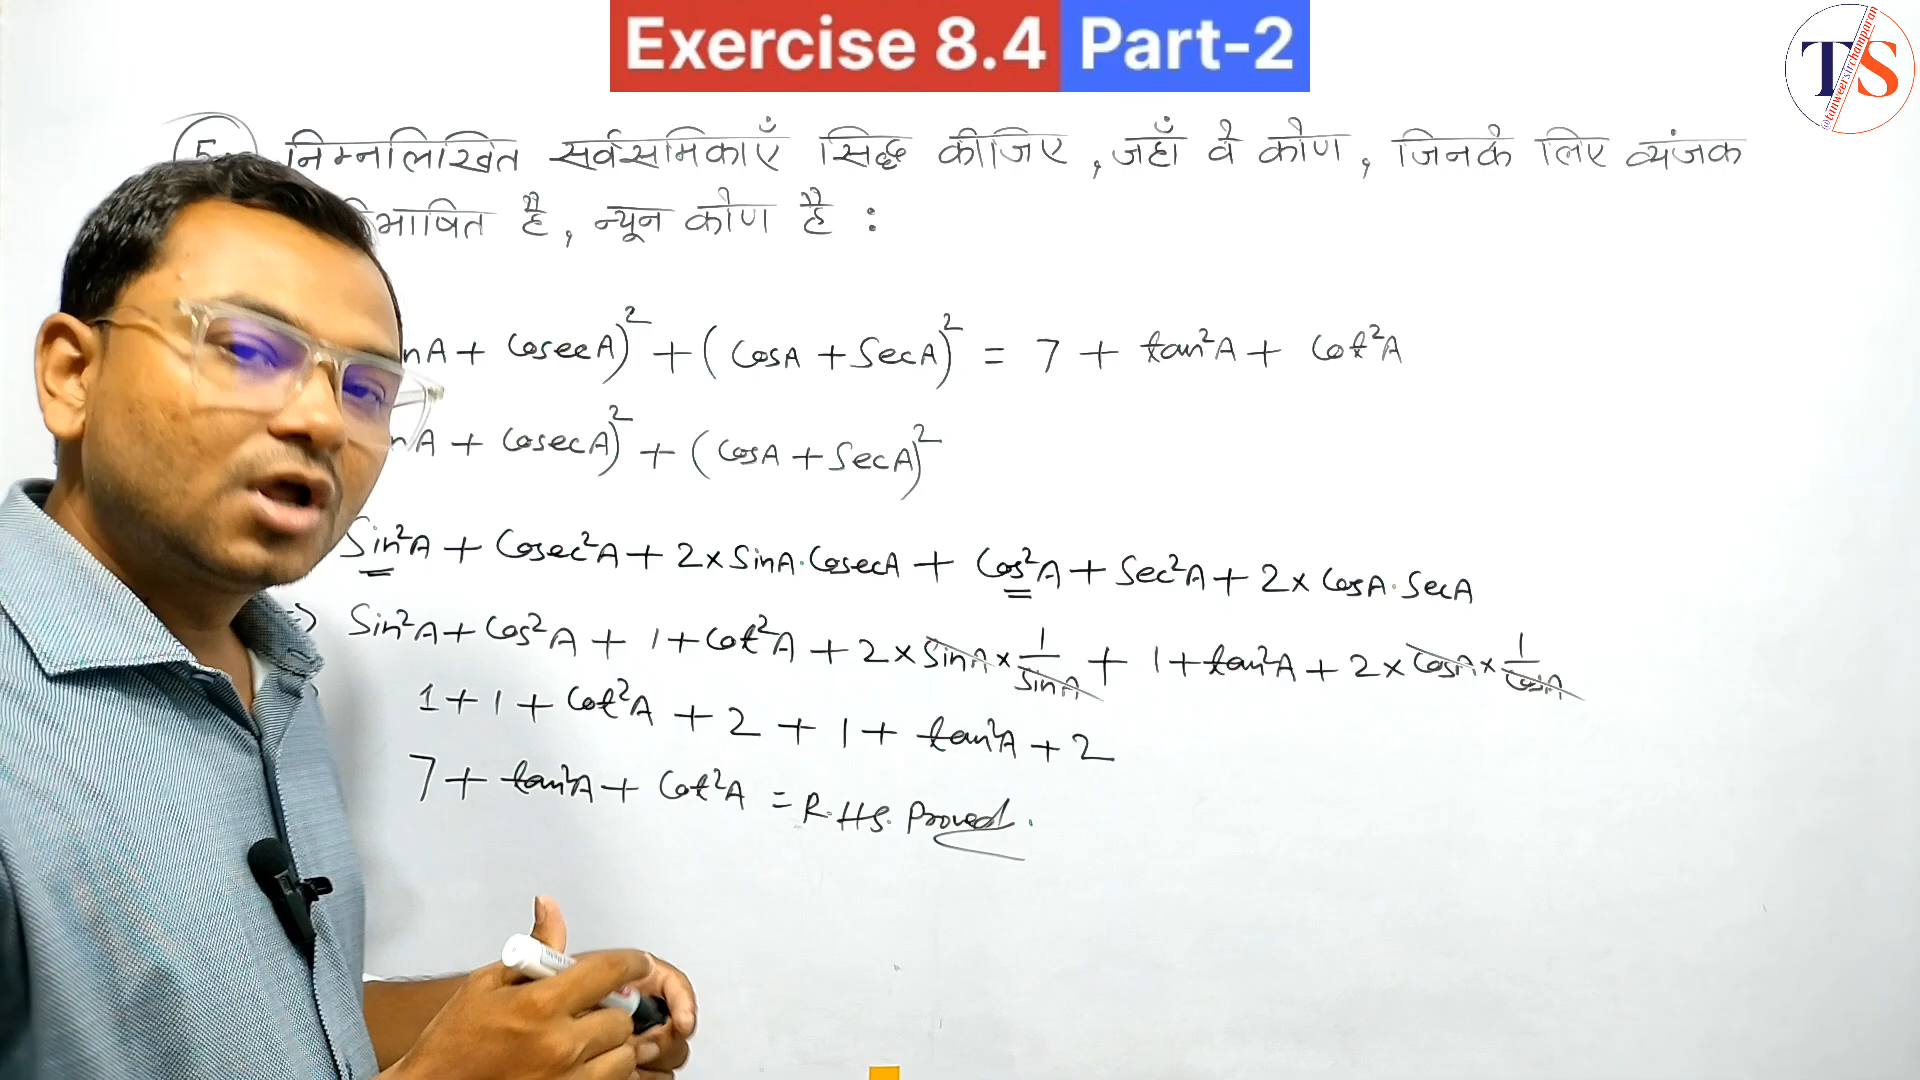 Exercise 8.4 Part-2
TS
@tanweersirchamparan
5. निम्नलिखित सर्वसमिकाएँ सिद्ध कीजिए, जहाँ वे कोण, जिनके लिए व्यंजक
भाषित है, न्यून कोण है :
nA + CosecA)² + (CosA + SecA)² = 7 + tan²A + Cot²A
nA + CosecA)² + (CosA + SecA)²
Sin²A + Cosec²A + 2 × SinA·CosecA + Cos²A + Sec²A + 2 × CosA·SecA
⇒ Sin²A + Cos²A + 1 + Cot²A + 2 × SinA × 1/SinA + 1 + tan²A + 2 × CosA × 1/CosA
1 + 1 + Cot²A + 2 + 1 + tan²A + 2
7 + tan²A + Cot²A = R.H.S. Proved.